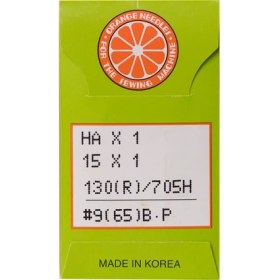 ORANGE NEEDLES
FOR THE SEWING MACHINE
HA X 1
15 X 1
130(R)/705H
#9(65)B·P
MADE IN KOREA